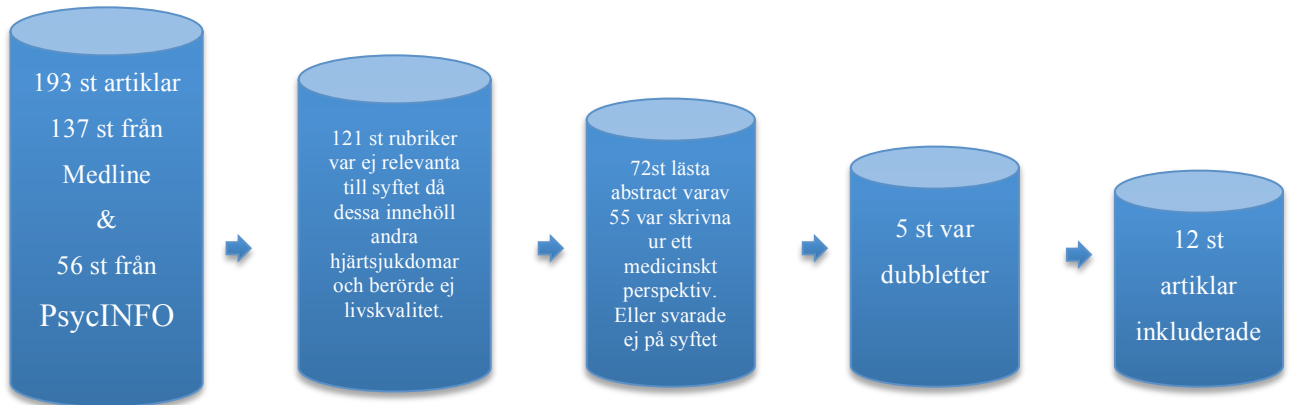 193 st artiklar
137 st från
Medline
&
56 st från
PsycINFO
121 st rubriker
var ej relevanta
till syftet då
dessa innehöll
andra
hjärtsjukdomar
och berörde ej
livskvalitet.
72st lästa
abstract varav
55 var skrivna
ur ett
medicinskt
perspektiv.
Eller svarade
ej på syftet
5 st var
dubbletter
12 st
artiklar
inkluderade